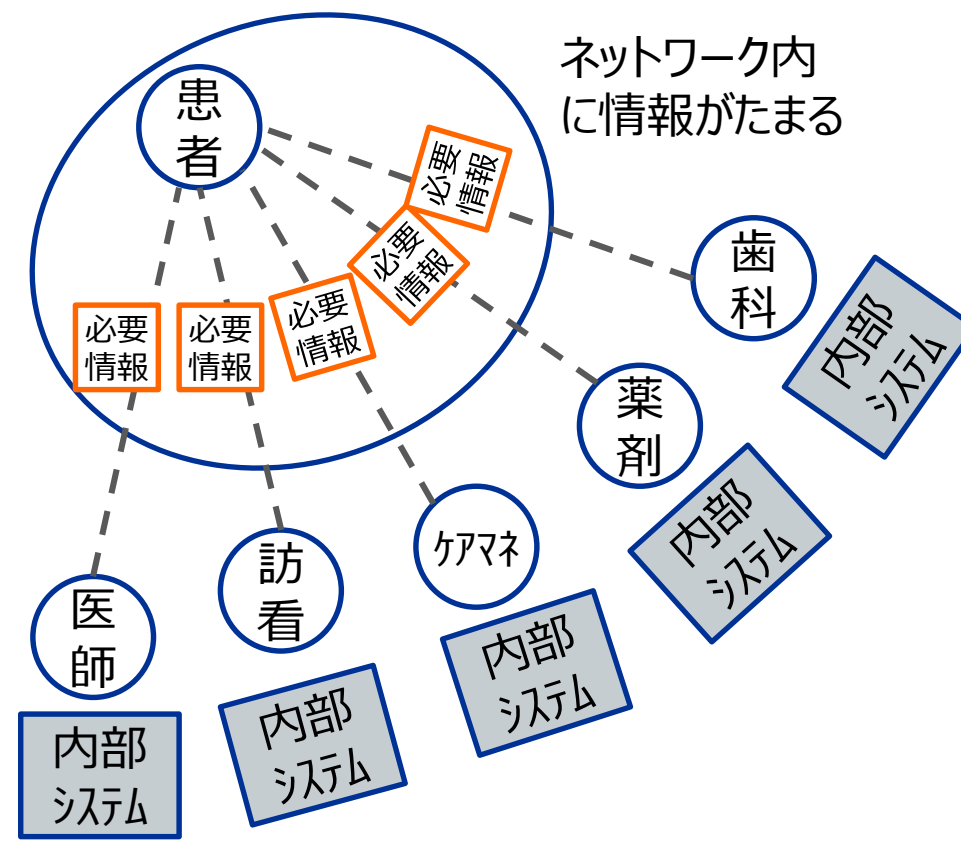 ネットワーク内
に情報がたまる
患
者
必要
情報
必要
情報
必要
情報
必要
情報
必要
情報
歯
科
内部
システム
薬
剤
内部
システム
ケアマネ
内部
システム
訪
看
内部
システム
医
師
内部
システム